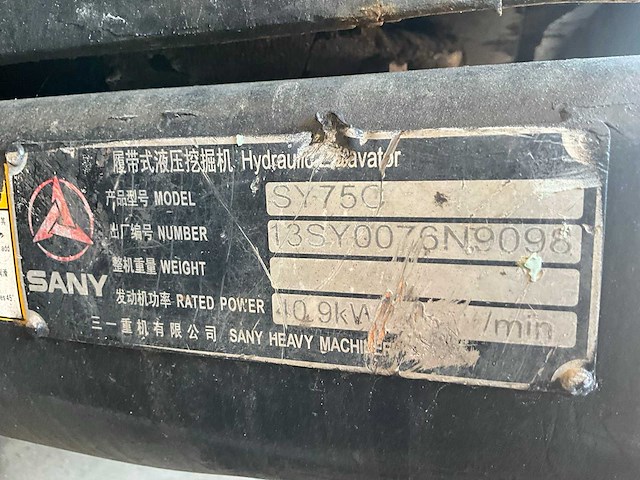 履带式液压挖掘机 Hydraulic Excavator
产品型号 MODEL SY75C
出厂编号 NUMBER 13SY0076N9098
整机重量 WEIGHT
发动机功率 RATED POWER 40.9kW /min
SANY
三一重机有限公司 SANY HEAVY MACHINE